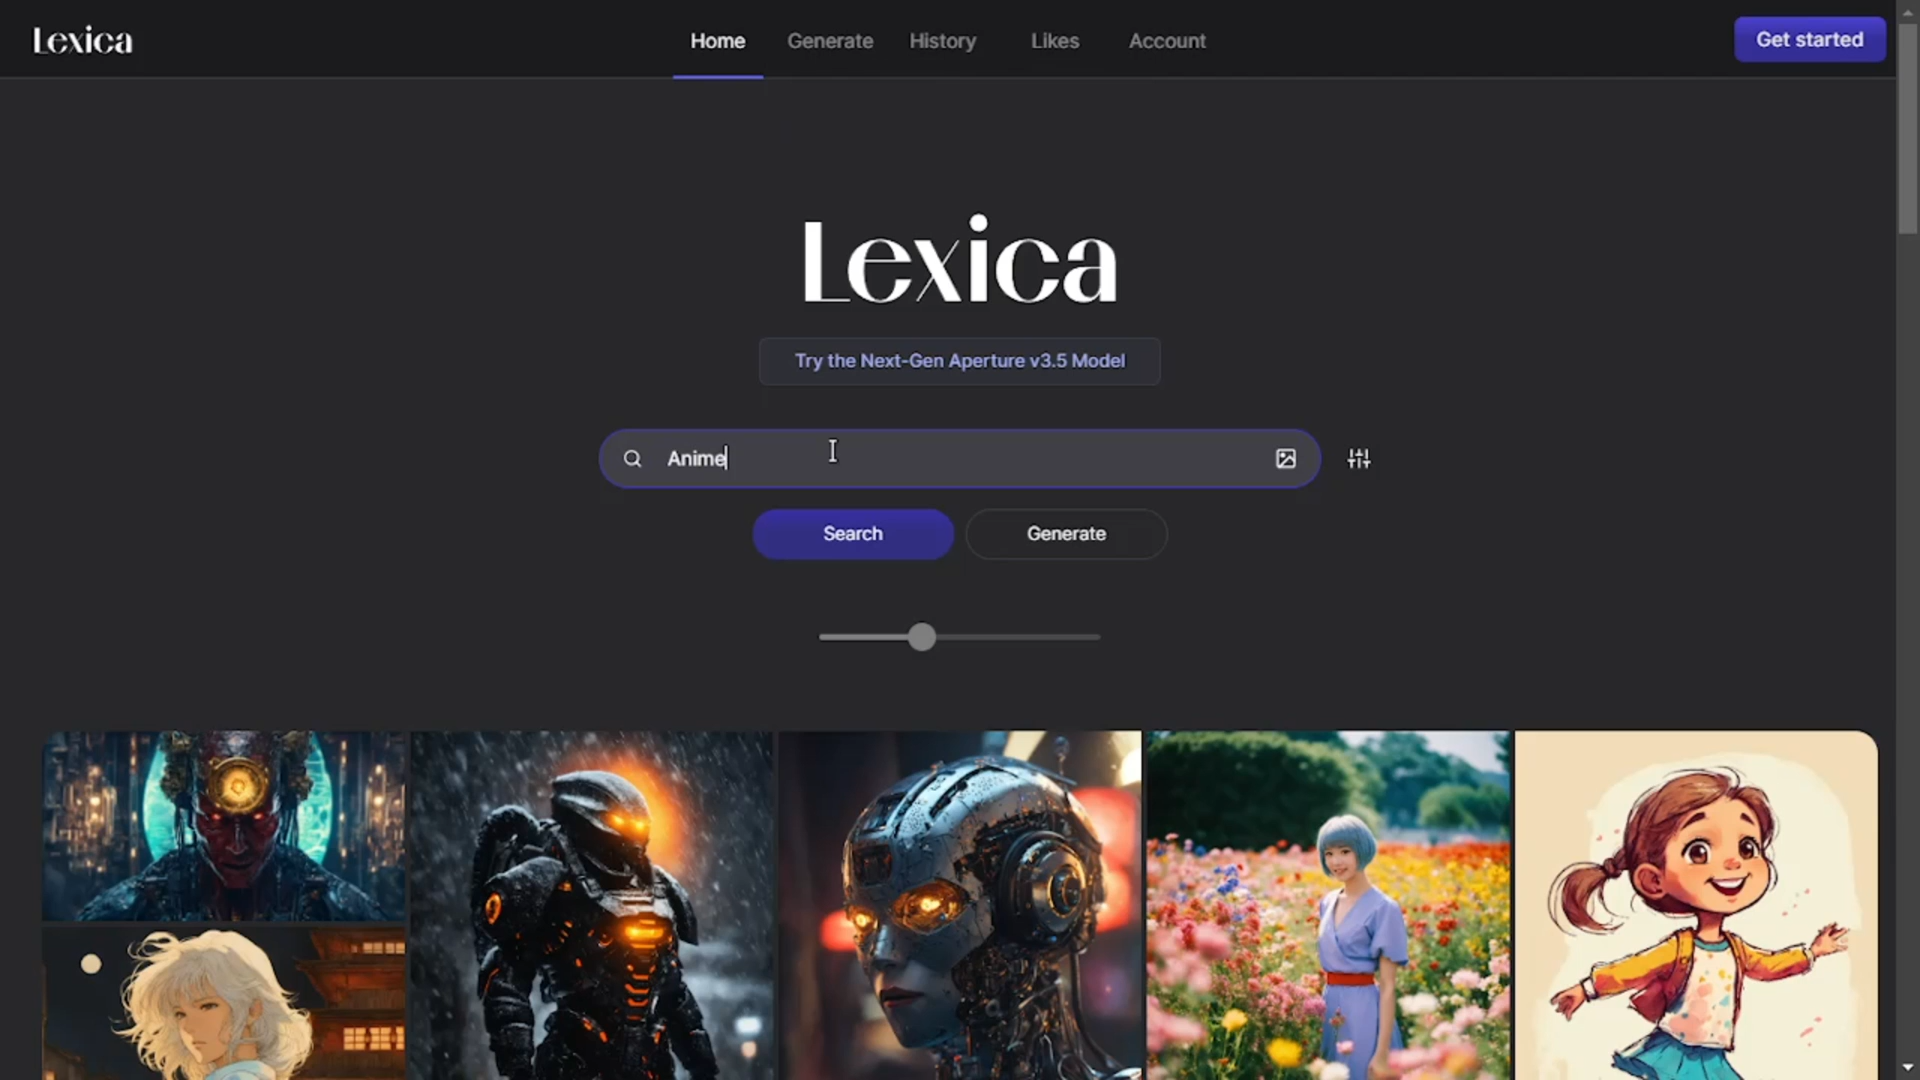 Lexica
Home Generate History Likes Account
Get started
Lexica
Try the Next-Gen Aperture v3.5 Model
Anime
Search Generate